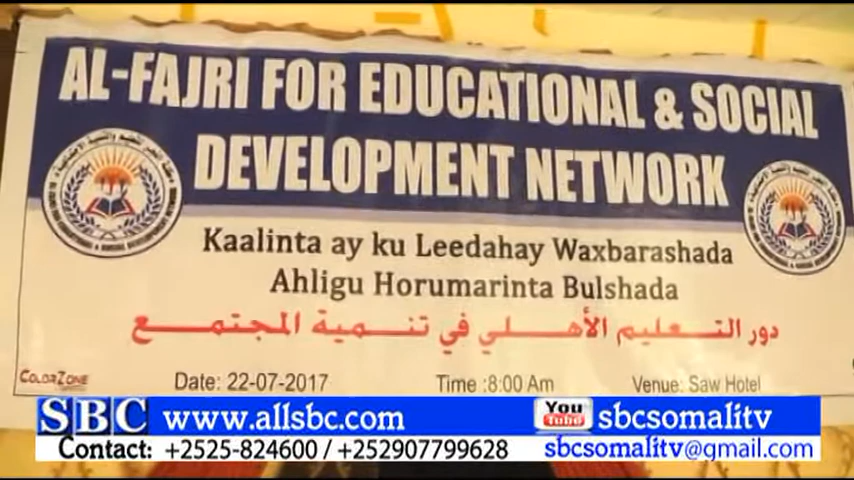 AL-FAJRI FOR EDUCATIONAL & SOCIAL
DEVELOPMENT NETWORK
Kaalinta ay ku Leedahay Waxbarashada
Ahligu Horumarinta Bulshada
دور التعليم الأهلي في تنمية المجتمع
COLORZONE
Date: 22-07-2017 Time :8:00 Am Venue: Saw Hotel
SBC www.allsbc.com You Tube sbcsomalitv
Contact: +2525-824600 / +252907799628 sbcsomalitv@gmail.com